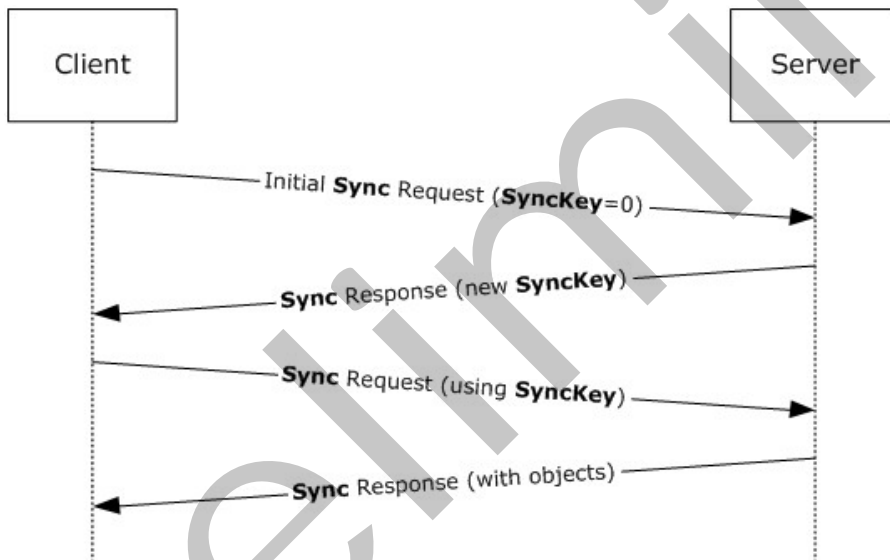 Client
Server
Initial Sync Request (SyncKey=0)
Sync Response (new SyncKey)
Sync Request (using SyncKey)
Sync Response (with objects)